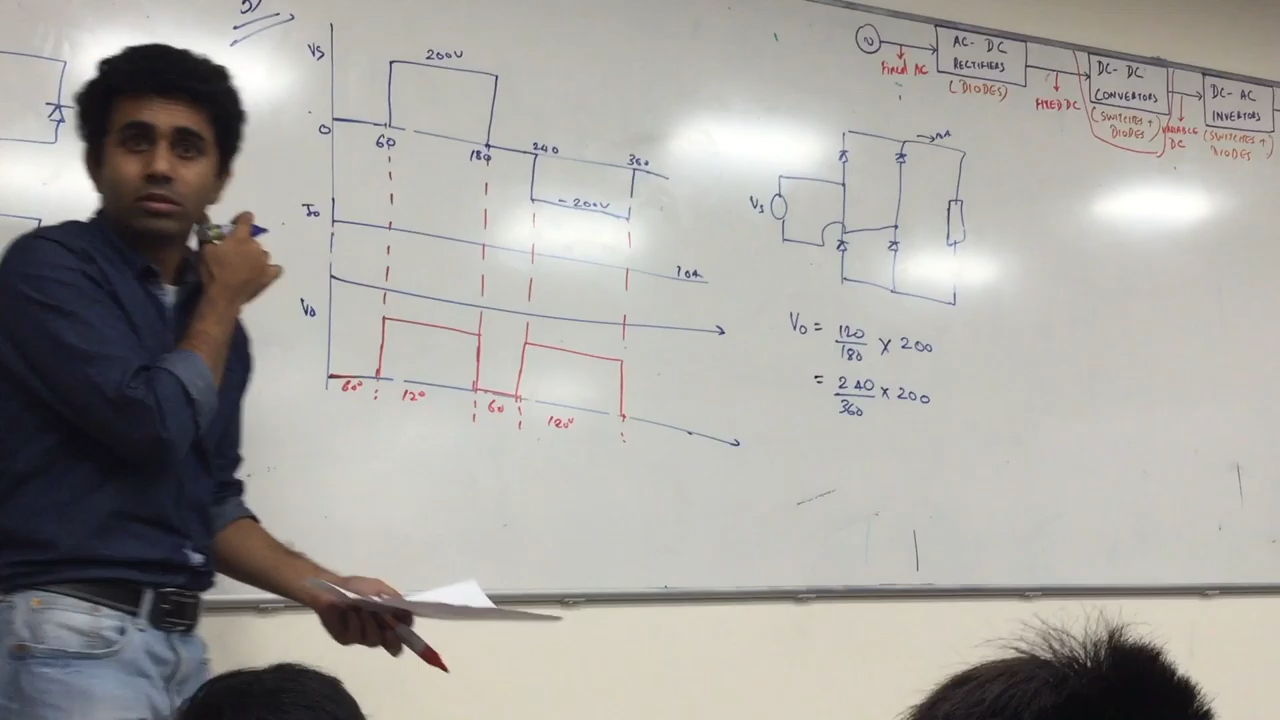 5)
VS
200V
0
60
180
240
360
-200V
Io
10A
Vo
60°
120
60
120°
AC-DC
RECTIFIERS
(DIODES)
FIXED AC
FIXED DC
DC-DC
CONVERTORS
(SWITCHES +
DIODES)
VARIABLE
DC
DC-AC
INVERTORS
(SWITCHES +
DIODES)
VS
Vo = 120/180 X 200
= 240/360 X 200